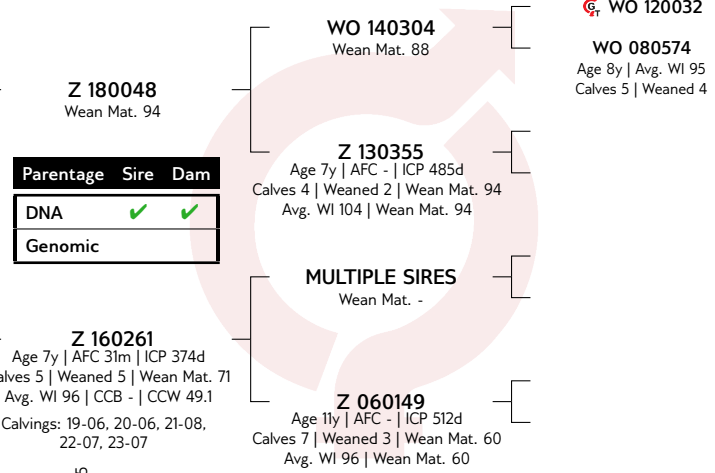 GT WO 120032
WO 080574
Age 8y | Avg. WI 95
Calves 5 | Weaned 4
WO 140304
Wean Mat. 88
Z 180048
Wean Mat. 94
Z 130355
Age 7y | AFC - | ICP 485d
Calves 4 | Weaned 2 | Wean Mat. 94
Avg. WI 104 | Wean Mat. 94
Parentage Sire Dam
DNA ✔ ✔
Genomic
MULTIPLE SIRES
Wean Mat. -
Z 160261
Age 7y | AFC 31m | ICP 374d
alves 5 | Weaned 5 | Wean Mat. 71
Avg. WI 96 | CCB - | CCW 49.1
Calvings: 19-06, 20-06, 21-08,
22-07, 23-07
Z 060149
Age 11y | AFC - | ICP 512d
Calves 7 | Weaned 3 | Wean Mat. 60
Avg. WI 96 | Wean Mat. 60